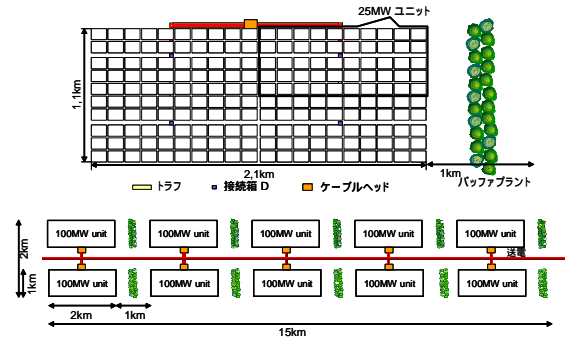 25MW ユニット
1,1km
2,1km
1km
バッファプラント
トラフ
接続箱 D
ケーブルヘッド
100MW unit
100MW unit
100MW unit
100MW unit
100MW unit
送電
2km
1km
100MW unit
100MW unit
100MW unit
100MW unit
100MW unit
2km
1km
15km